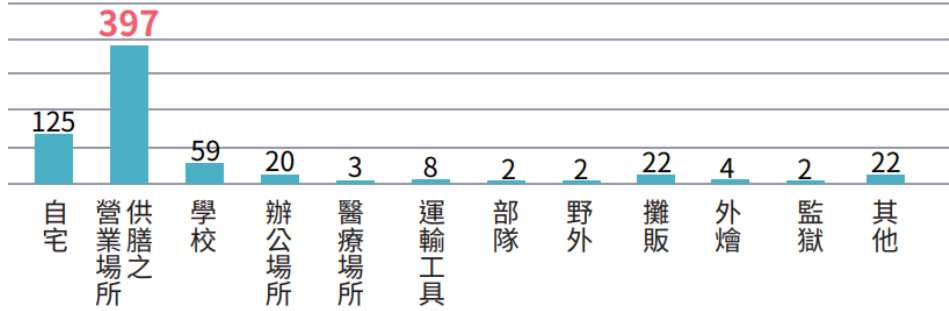 397
125
59
20
3
8
2
2
22
4
2
22
自宅
供膳之
營業場所
學校
辦公場所
醫療場所
運輸工具
部隊
野外
攤販
外燴
監獄
其他